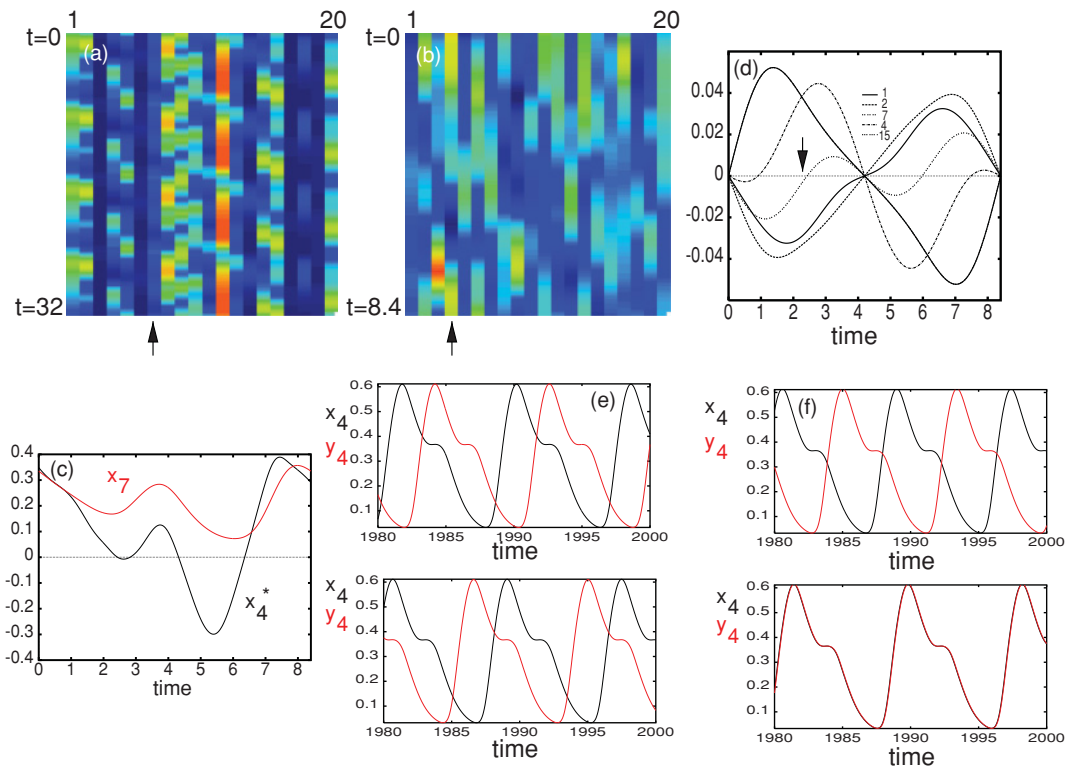 1 20 1 20
t=0 (a) t=0 (b)
t=32 t=8.4
(d)
0.04
0.02
0
-0.02
-0.04
1
2
7
4
15
0 1 2 3 4 5 6 7 8
time
(c)
0.4
0.3
0.2
0.1
0
-0.1
-0.2
-0.3
-0.4
x7
x4*
0 1 2 3 4 5 6 7 8
time
(e)
x4
y4
0.6
0.5
0.4
0.3
0.2
0.1
1980 1985 1990 1995 2000
time
x4
y4
0.6
0.5
0.4
0.3
0.2
0.1
1980 1985 1990 1995 2000
time
(f)
x4
y4
0.6
0.5
0.4
0.3
0.2
0.1
1980 1985 1990 1995 2000
time
x4
y4
0.6
0.5
0.4
0.3
0.2
0.1
1980 1985 1990 1995 2000
time